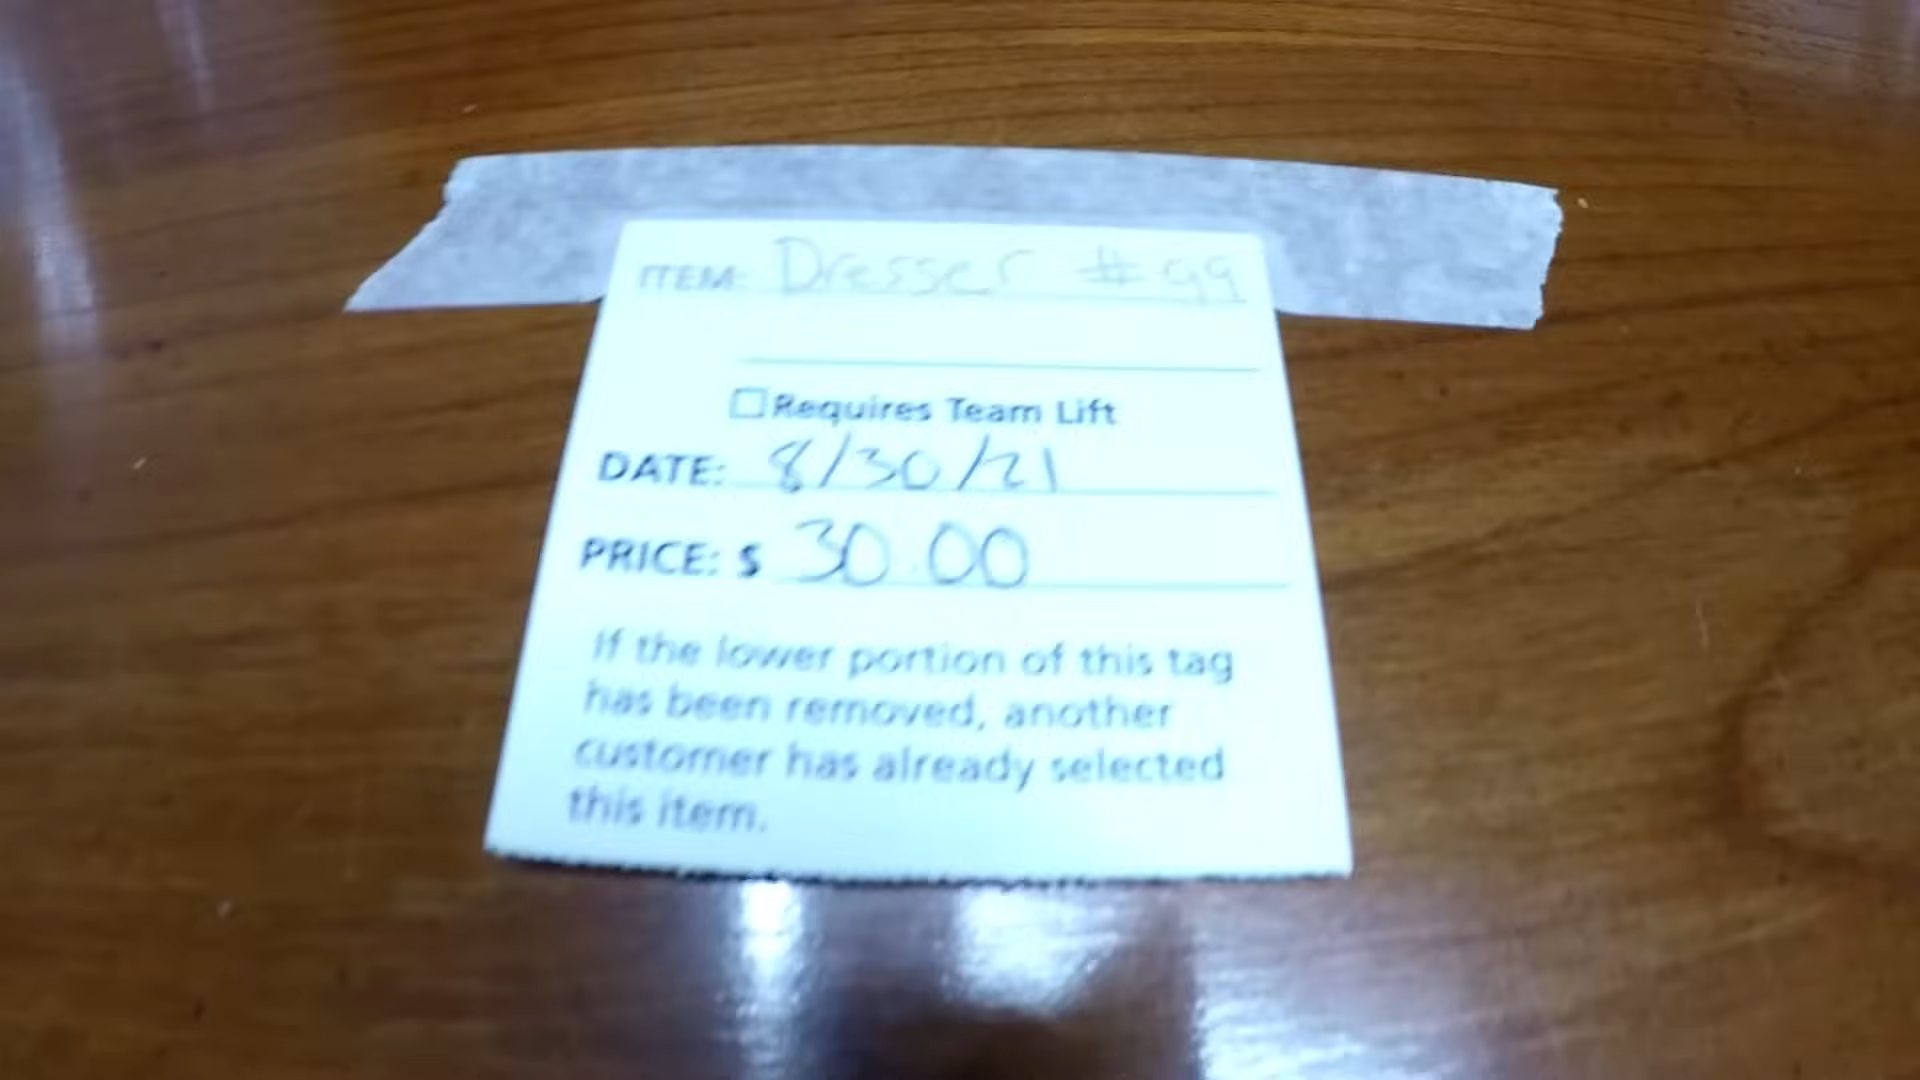 ITEM: Dresser #99
Requires Team Lift
DATE: 8/30/21
PRICE: $ 30.00
If the lower portion of this tag
has been removed, another
customer has already selected
this item.